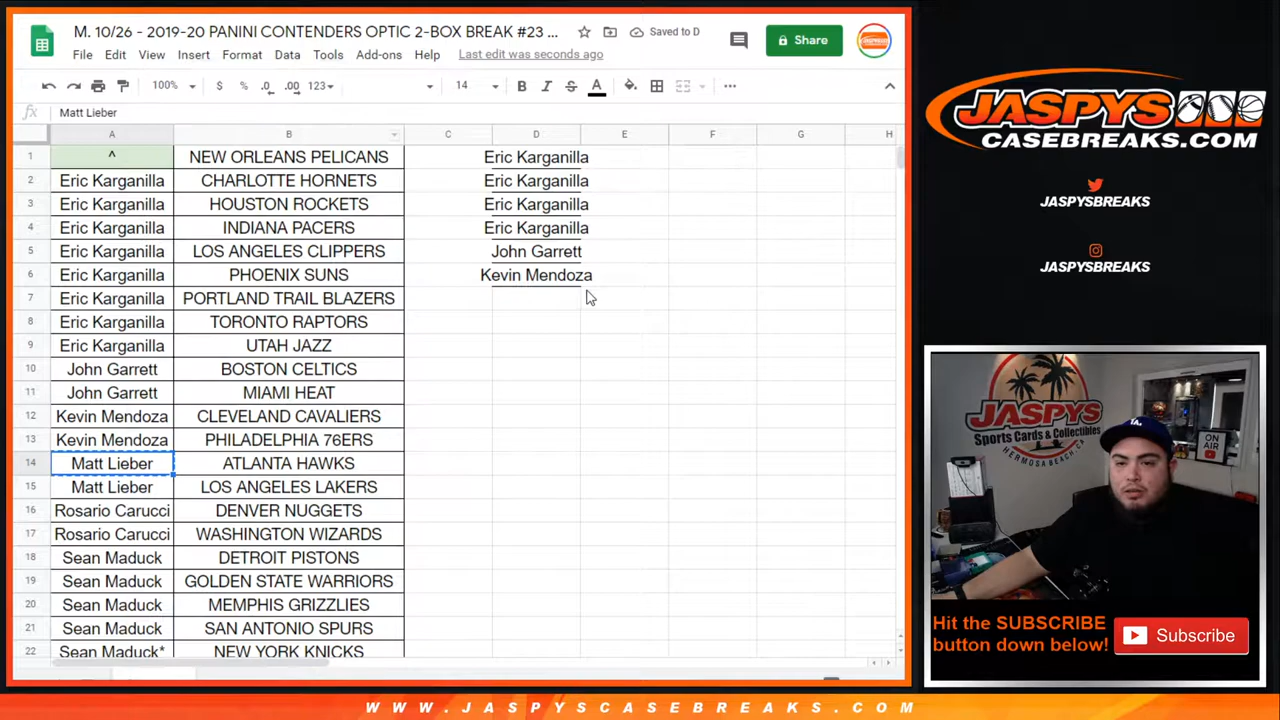 M. 10/26 - 2019-20 PANINI CONTENDERS OPTIC 2-BOX BREAK #23 ...
Saved to D
Share
File Edit View Insert Format Data Tools Add-ons Help Last edit was seconds ago
100% $ % .0 .00 123 14 B I S A ...
fx Matt Lieber
A B C D E F G H
1 ^ NEW ORLEANS PELICANS Eric Karganilla
2 Eric Karganilla CHARLOTTE HORNETS Eric Karganilla
3 Eric Karganilla HOUSTON ROCKETS Eric Karganilla
4 Eric Karganilla INDIANA PACERS Eric Karganilla
5 Eric Karganilla LOS ANGELES CLIPPERS John Garrett
6 Eric Karganilla PHOENIX SUNS Kevin Mendoza
7 Eric Karganilla PORTLAND TRAIL BLAZERS
8 Eric Karganilla TORONTO RAPTORS
9 Eric Karganilla UTAH JAZZ
10 John Garrett BOSTON CELTICS
11 John Garrett MIAMI HEAT
12 Kevin Mendoza CLEVELAND CAVALIERS
13 Kevin Mendoza PHILADELPHIA 76ERS
14 Matt Lieber ATLANTA HAWKS
15 Matt Lieber LOS ANGELES LAKERS
16 Rosario Carucci DENVER NUGGETS
17 Rosario Carucci WASHINGTON WIZARDS
18 Sean Maduck DETROIT PISTONS
19 Sean Maduck GOLDEN STATE WARRIORS
20 Sean Maduck MEMPHIS GRIZZLIES
21 Sean Maduck SAN ANTONIO SPURS
22 Sean Maduck* NEW YORK KNICKS
JASPYS
CASEBREAKS.COM
JASPYSBREAKS
JASPYSBREAKS
JASPYS
Sports Cards & Collectibles
HERMOSA BEACH, CA
ON AIR
LA
Hit the SUBSCRIBE
button down below!
Subscribe
WWW.JASPYSCASEBREAKS.COM